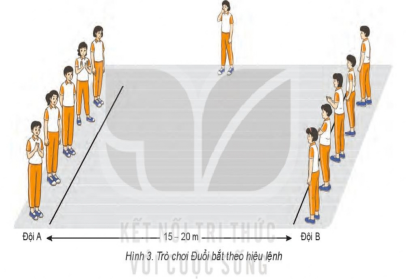 Đội A 15 - 20 m Đội B
KẾT NỐI TRI THỨC
Hình 3. Trò chơi Đuổi bắt theo hiệu lệnh
VỚI CUỘC SỐNG